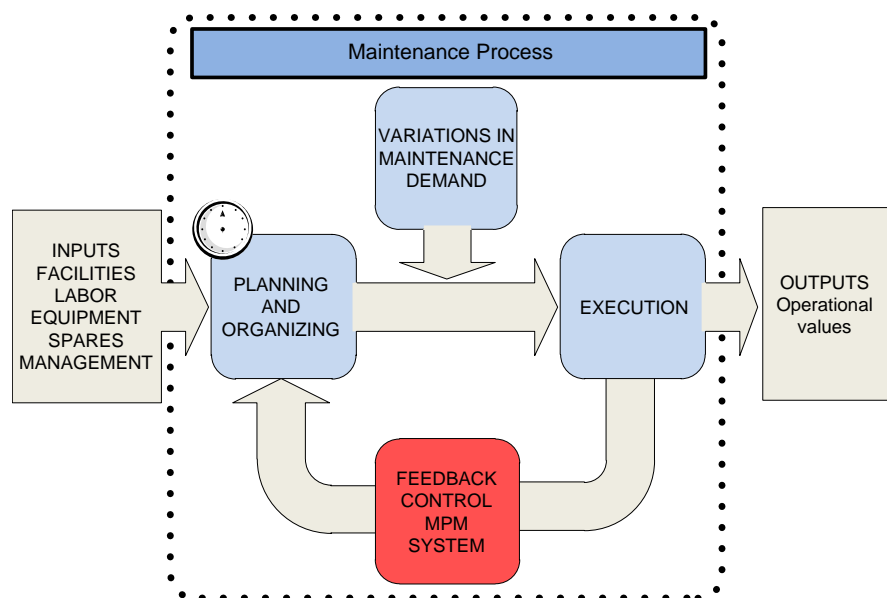 Maintenance Process
VARIATIONS IN
MAINTENANCE
DEMAND
INPUTS
FACILITIES
LABOR
EQUIPMENT
SPARES
MANAGEMENT
PLANNING
AND
ORGANIZING
EXECUTION
OUTPUTS
Operational
values
FEEDBACK
CONTROL
MPM
SYSTEM